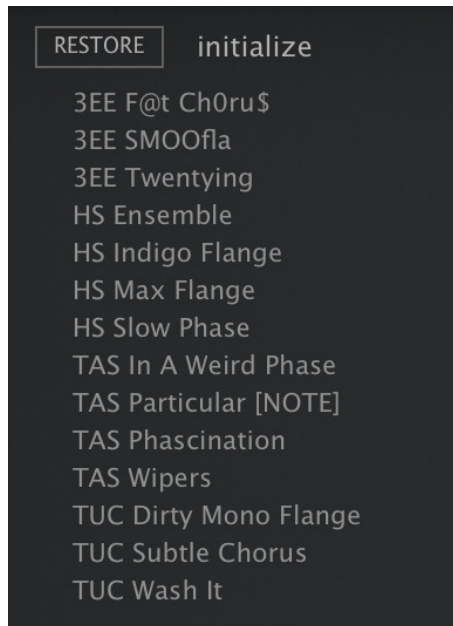 RESTORE initialize
3EE F@t Ch0ru$
3EE SMOOfla
3EE Twentying
HS Ensemble
HS Indigo Flange
HS Max Flange
HS Slow Phase
TAS In A Weird Phase
TAS Particular [NOTE]
TAS Phascination
TAS Wipers
TUC Dirty Mono Flange
TUC Subtle Chorus
TUC Wash It